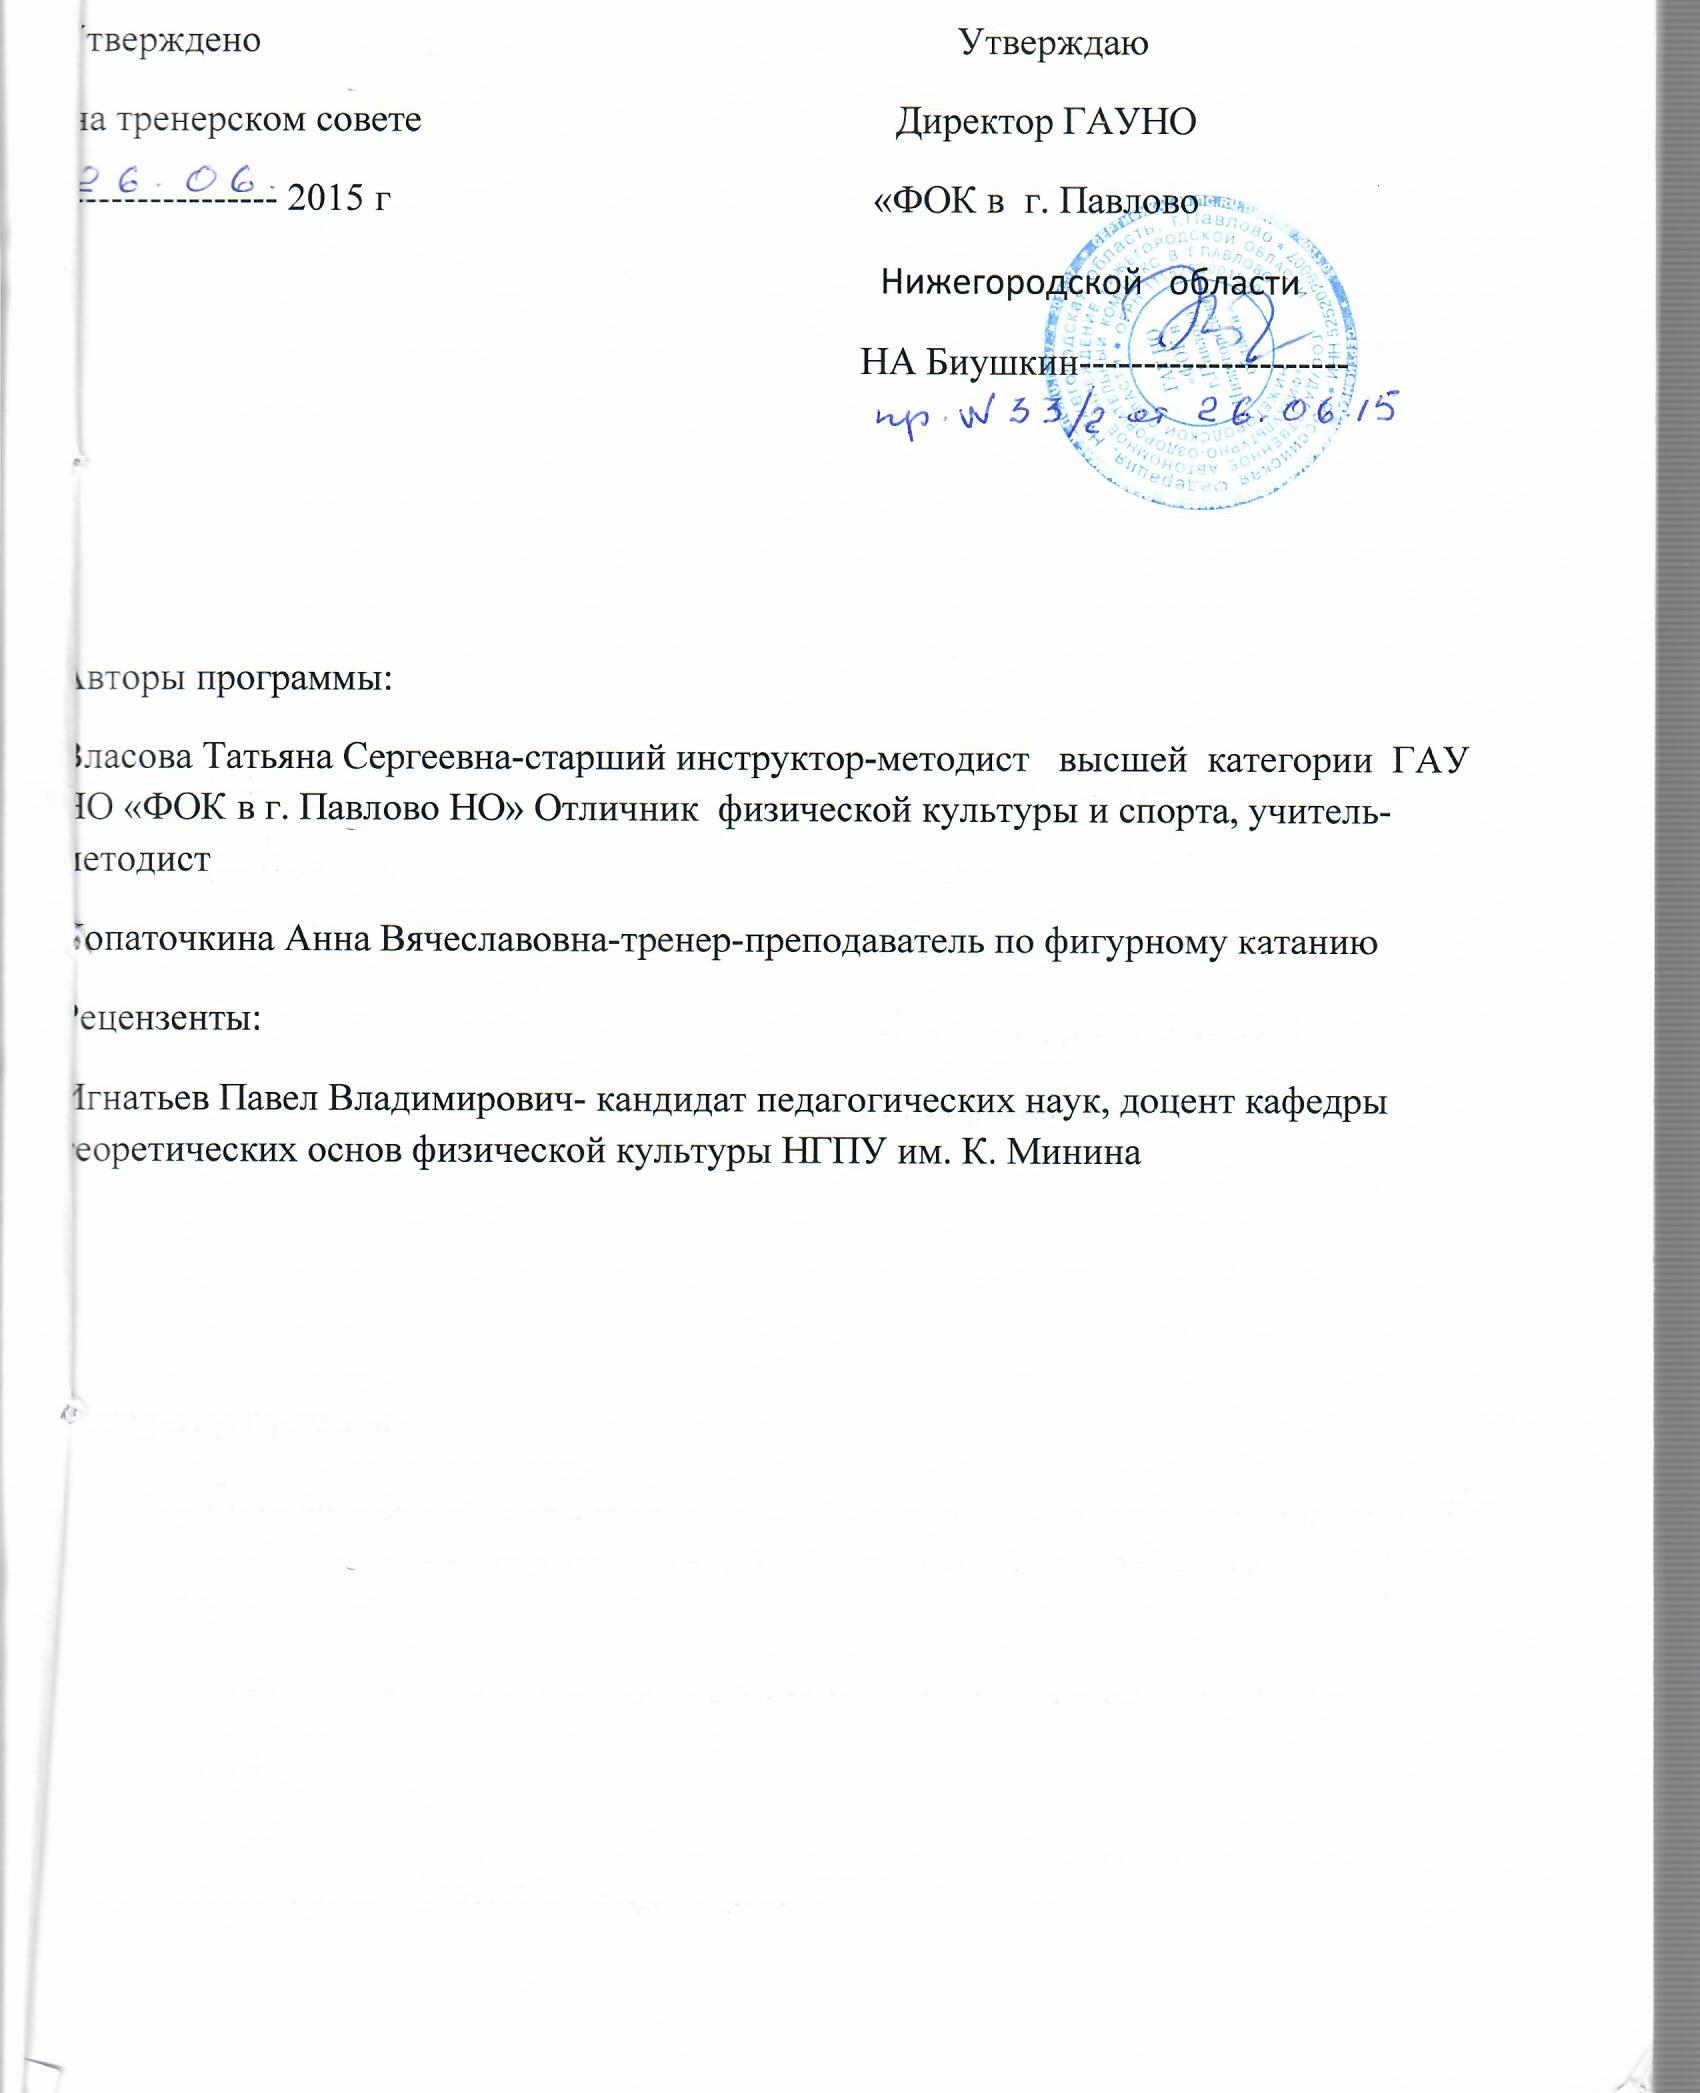 Утверждено
на тренерском совете
26.06. 2015 г
Утверждаю
Директор ГАУНО
«ФОК в г. Павлово
Нижегородской области
НА Биушкин----------------------
пр. № 33/2 от 26.06.15
Авторы программы:
Власова Татьяна Сергеевна-старший инструктор-методист высшей категории ГАУ
НО «ФОК в г. Павлово НО» Отличник физической культуры и спорта, учитель-
методист
опаточкина Анна Вячеславовна-тренер-преподаватель по фигурному катанию
Рецензенты:
Игнатьев Павел Владимирович- кандидат педагогических наук, доцент кафедры
теоретических основ физической культуры НГПУ им. К. Минина